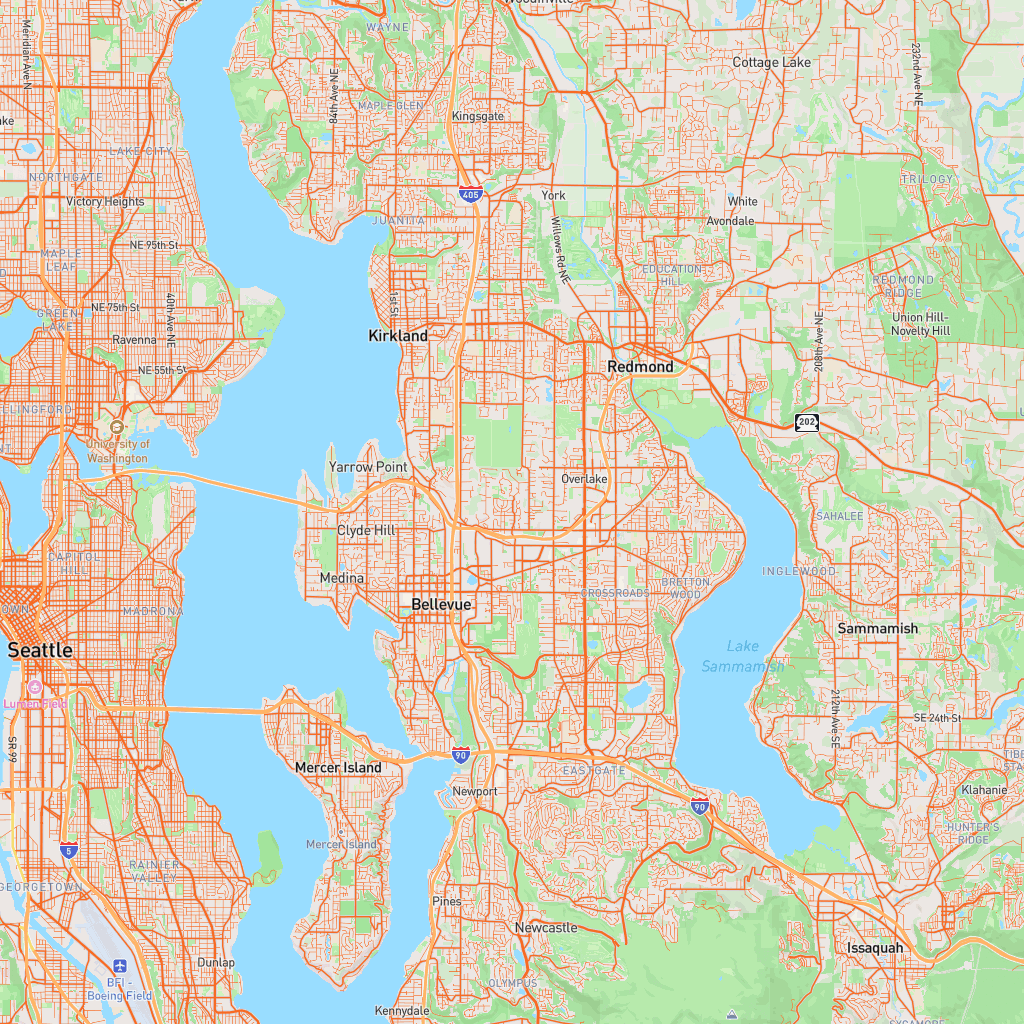 Woodinville
WAYNE
Meridian Ave N
232nd Ave NE
Cottage Lake
84th Ave NE
MAPLE GLEN
Kingsgate
LAKE CITY
NORTHGATE
TRILOGY
405
York
Victory Heights
White
Avondale
JUANITA
Willows Rd NE
NE 95th St
MAPLE
LEAF
EDUCATION
HILL
REDMOND
RIDGE
1st St
40th Ave NE
NE 75th St
GREEN
LAKE
Union Hill-
Novelty Hill
208th Ave NE
Kirkland
Ravenna
Redmond
NE 55th St
202
University of
Washington
Yarrow Point
Overlake
SAHALEE
Clyde Hill
CAPITOL
HILL
Medina
INGLEWOOD
BRETTON
WOOD
CROSSROADS
MADRONA
Bellevue
Sammamish
Seattle
Lake
Sammamish
Lumen Field
212th Ave SE
SE 24th St
SR 99
90
Mercer Island
EASTGATE
Newport
Klahanie
90
HUNTER'S
RIDGE
Mercer Island
5
RAINIER
VALLEY
GEORGETOWN
Pines
Newcastle
Issaquah
Dunlap
BFI -
Boeing Field
OLYMPUS
Kennydale